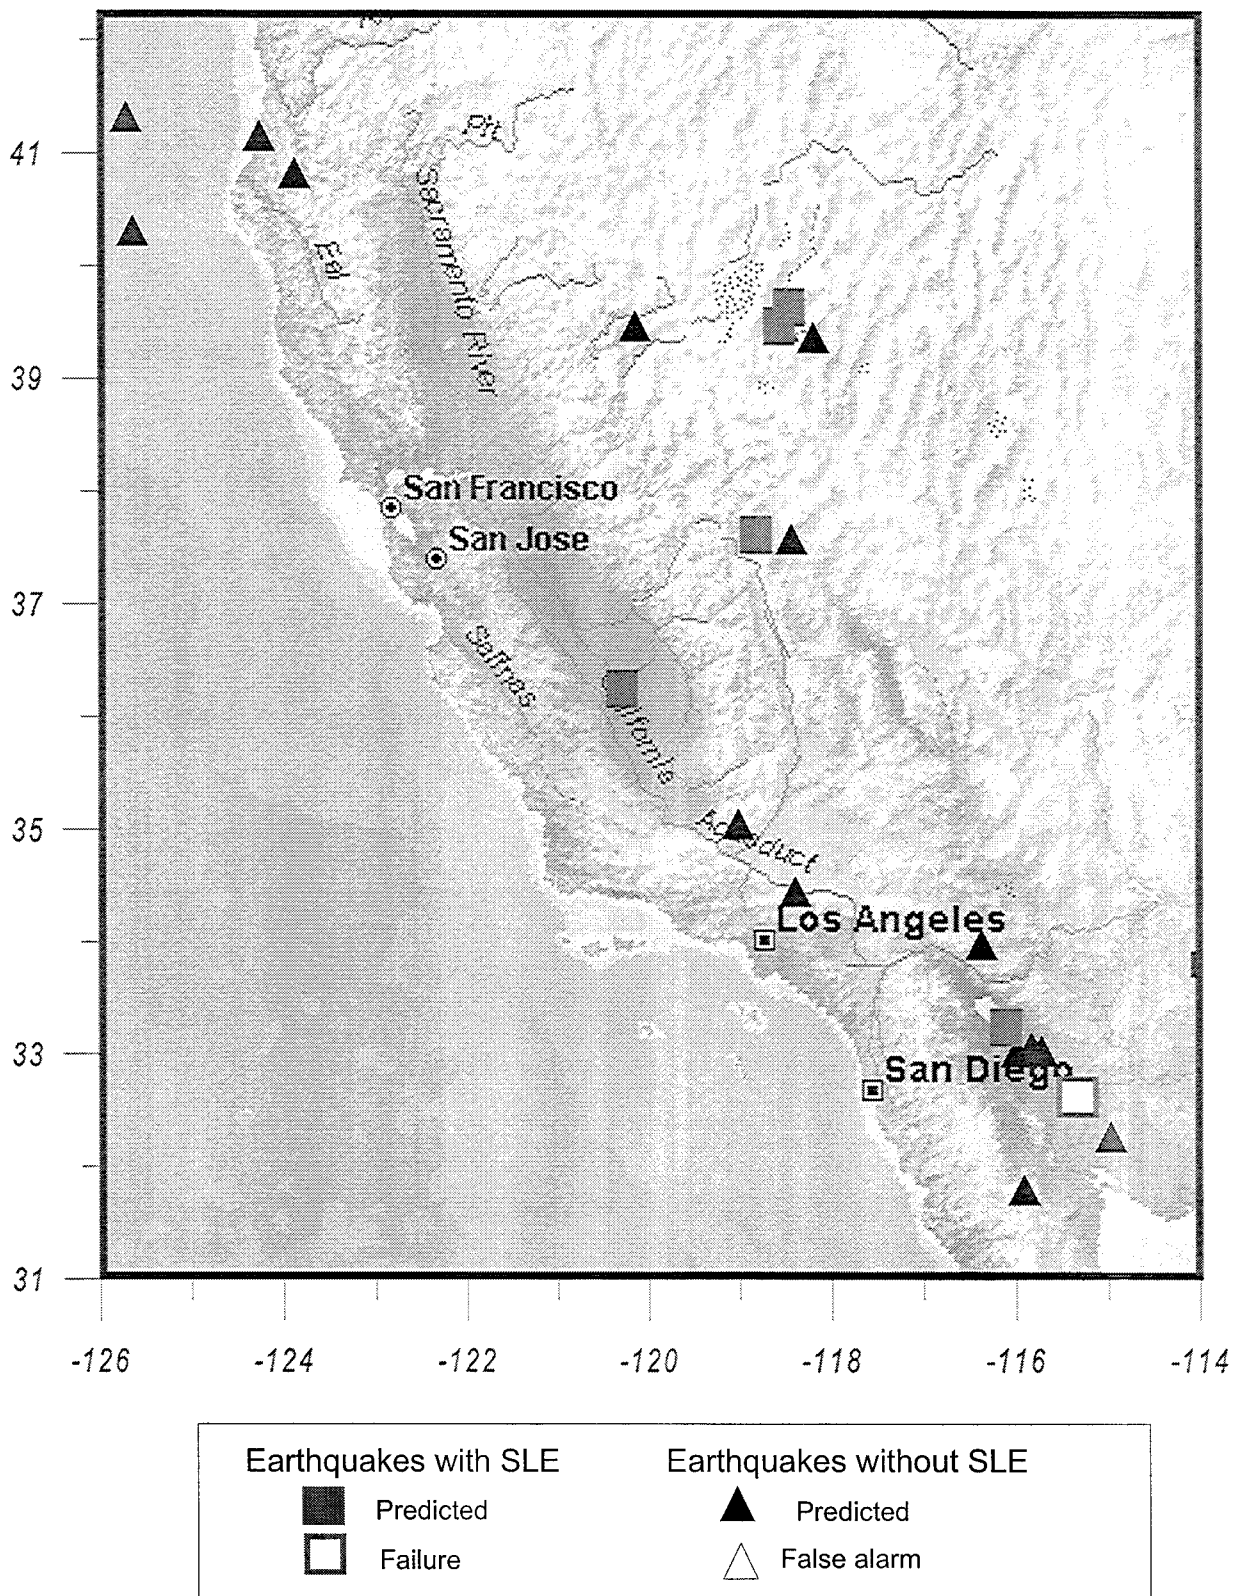 Pit
41
Sacramento River
Eel
39
San Francisco
San Jose
37
Salinas
California
35
Aqueduct
Los Angeles
33
San Diego
31
-126 -124 -122 -120 -118 -116 -114
Earthquakes with SLE Earthquakes without SLE
Predicted Predicted
Failure False alarm